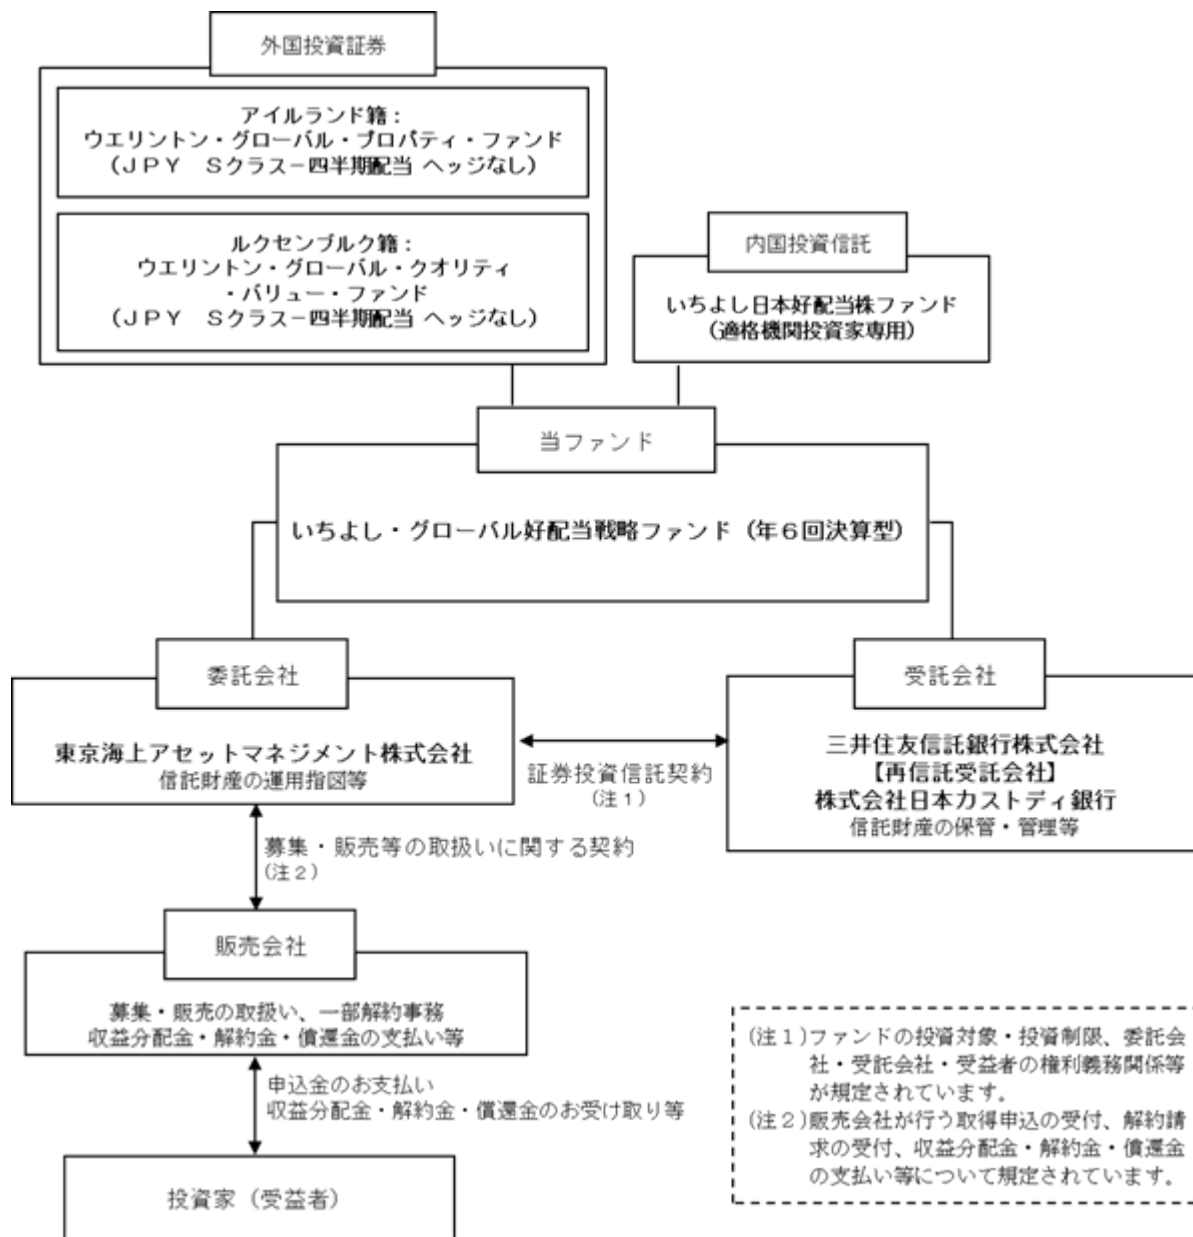 外国投資証券
アイルランド籍：
ウエリントン・グローバル・プロパティ・ファンド
（ＪＰＹ　Ｓクラス－四半期配当 ヘッジなし）
ルクセンブルク籍：
ウエリントン・グローバル・クオリティ
・バリュー・ファンド
（ＪＰＹ　Ｓクラス－四半期配当 ヘッジなし）
内国投資信託
いちよし日本好配当株ファンド
（適格機関投資家専用）
当ファンド
いちよし・グローバル好配当戦略ファンド（年６回決算型）
委託会社
東京海上アセットマネジメント株式会社
信託財産の運用指図等
証券投資信託契約
（注１）
受託会社
三井住友信託銀行株式会社
【再信託受託会社】
株式会社日本カストディ銀行
信託財産の保管・管理等
募集・販売等の取扱いに関する契約
（注２）
販売会社
募集・販売の取扱い、一部解約事務
収益分配金・解約金・償還金の支払い等
申込金のお支払い
収益分配金・解約金・償還金のお受け取り等
投資家（受益者）
（注１）ファンドの投資対象・投資制限、委託会
社・受託会社・受益者の権利義務関係等
が規定されています。
（注２）販売会社が行う取得申込の受付、解約請
求の受付、収益分配金・解約金・償還金
の支払い等について規定されています。